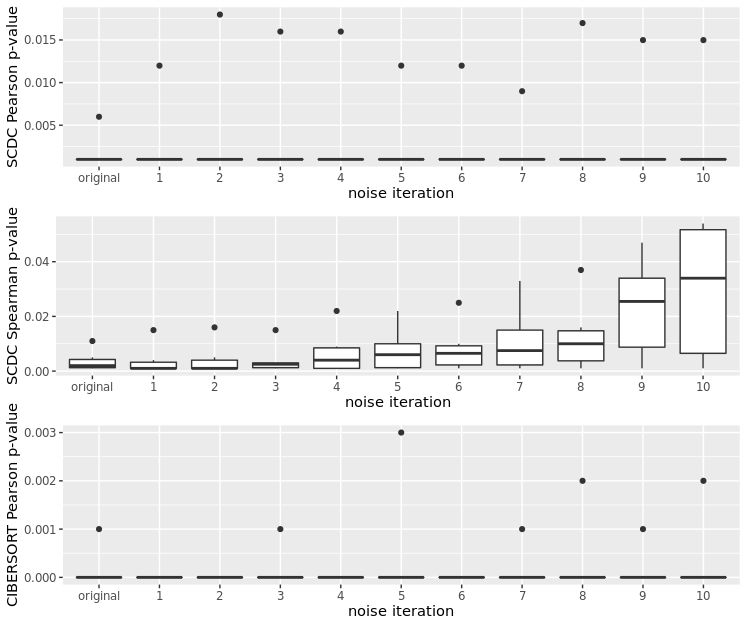 SCDC Pearson p-value
0.015
0.010
0.005
original 1 2 3 4 5 6 7 8 9 10
noise iteration
SCDC Spearman p-value
0.04
0.02
0.00
original 1 2 3 4 5 6 7 8 9 10
noise iteration
CIBERSORT Pearson p-value
0.003
0.002
0.001
0.000
original 1 2 3 4 5 6 7 8 9 10
noise iteration